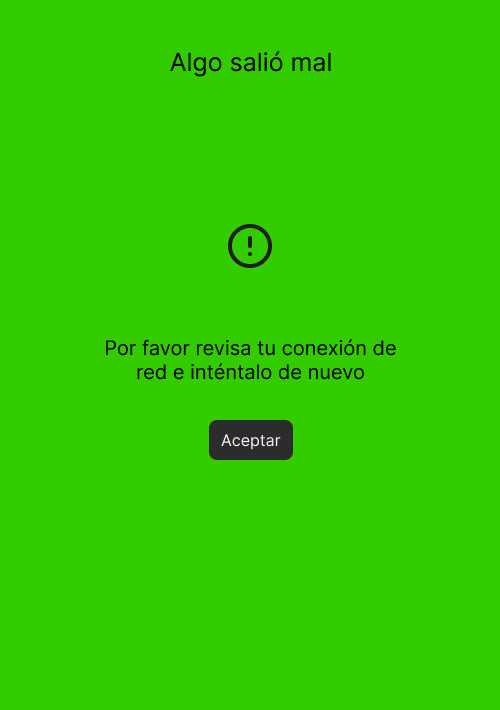 Algo salió mal
Por favor revisa tu conexión de
red e inténtalo de nuevo
Aceptar